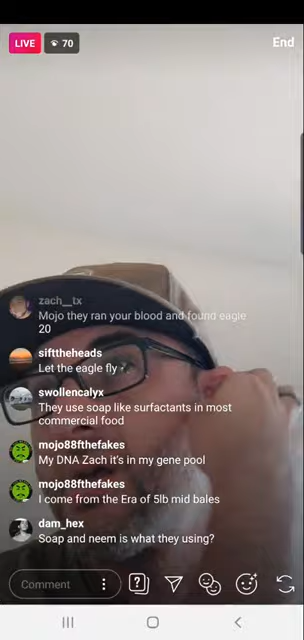 LIVE
70
End
zach__tx
Mojo they ran your blood and found eagle
20
sifttheheads
Let the eagle fly
swollencalyx
They use soap like surfactants in most
commercial food
mojo88fthefakes
My DNA Zach it's in my gene pool
mojo88fthefakes
I come from the Era of 5lb mid bales
dam_hex
Soap and neem is what they using?
Comment